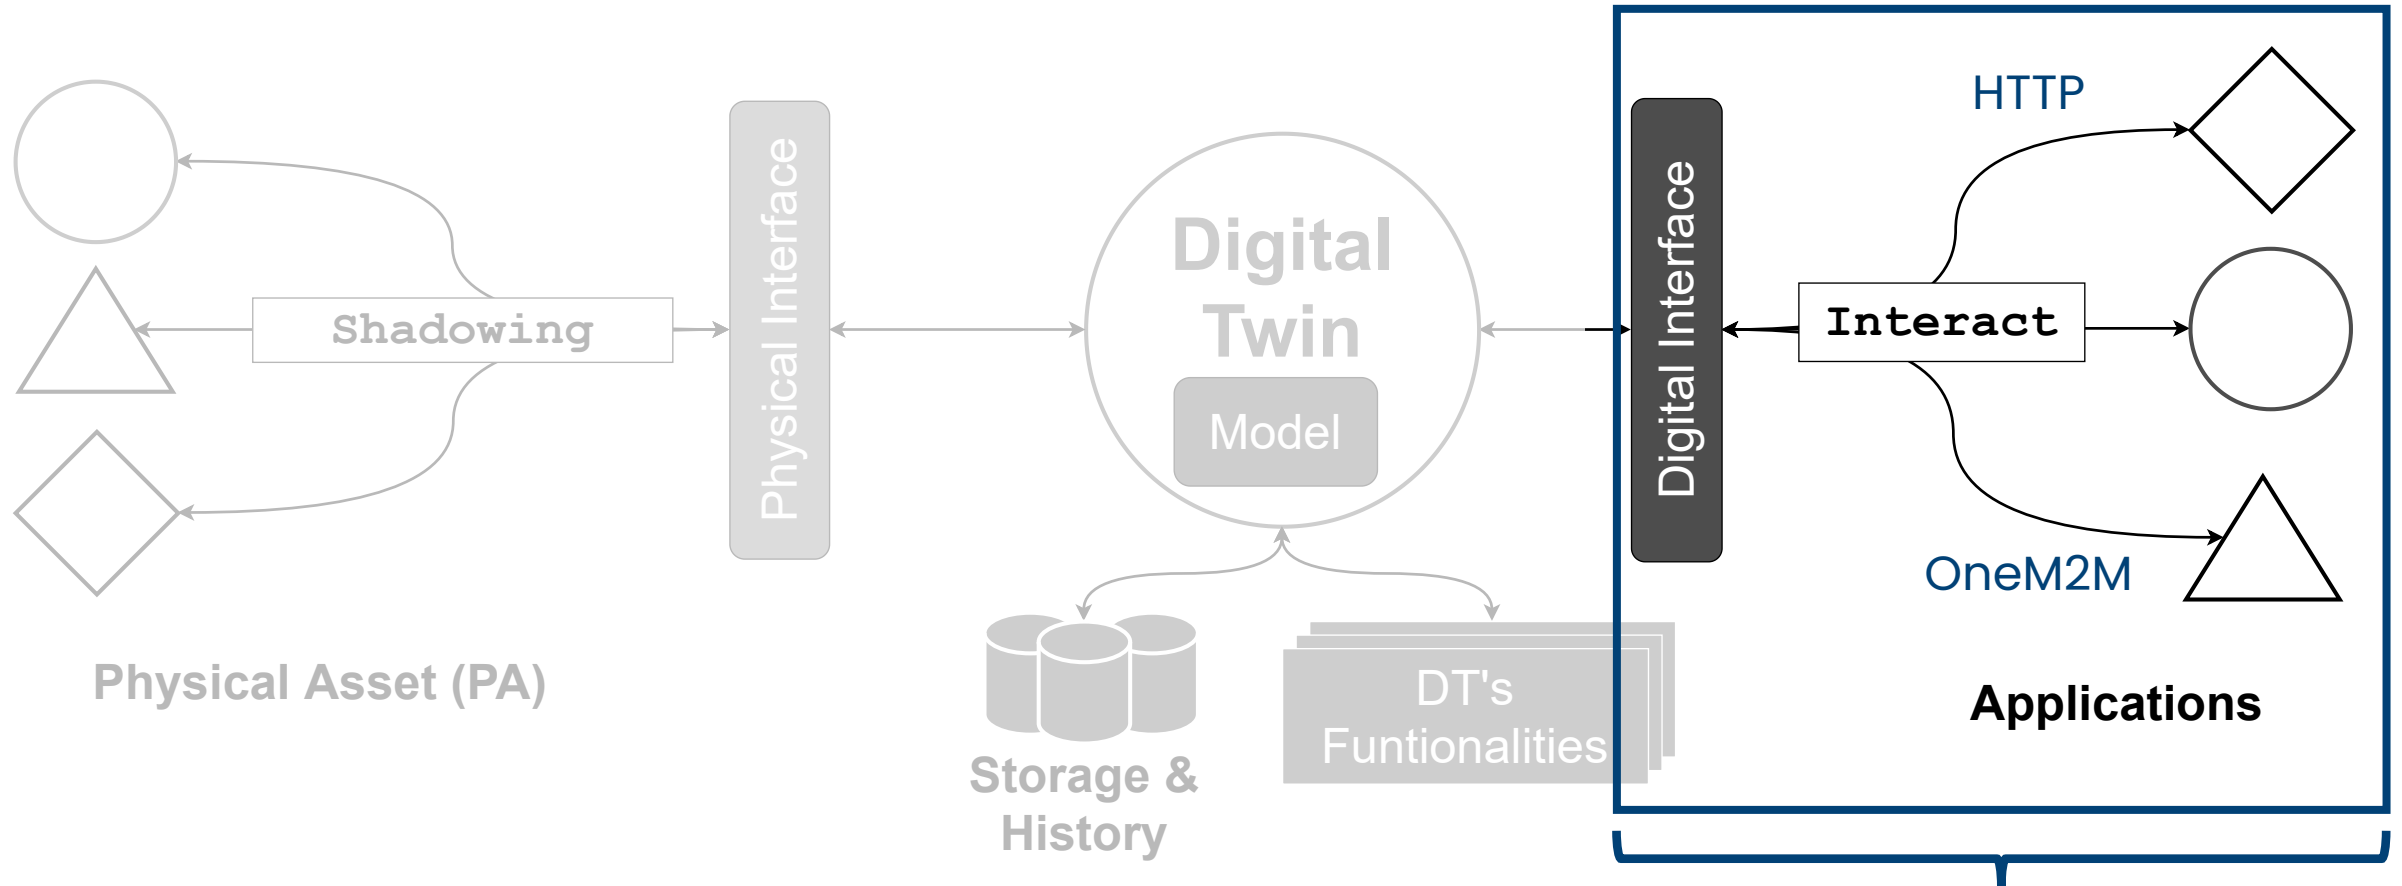 Shadowing
Physical Asset (PA)
Physical Interface
Digital
Twin
Model
Storage &
History
DT's
Funtionalities
Digital Interface
HTTP
Interact
OneM2M
Applications